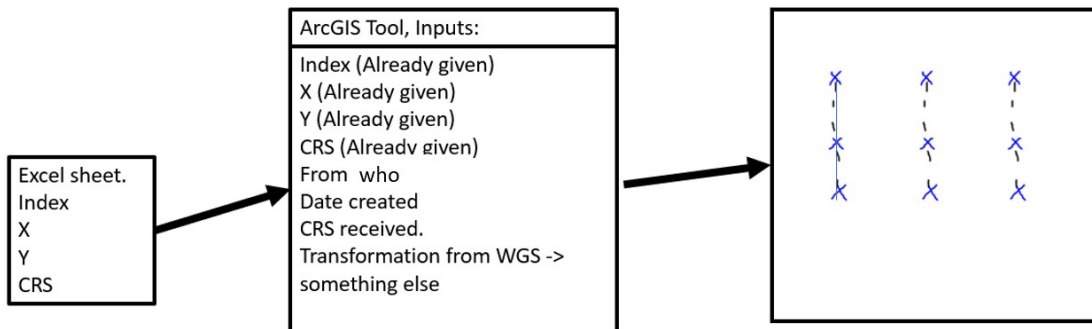 Excel sheet.
Index
X
Y
CRS
ArcGIS Tool, Inputs:
Index (Already given)
X (Already given)
Y (Already given)
CRS (Already given)
From who
Date created
CRS received.
Transformation from WGS ->
something else